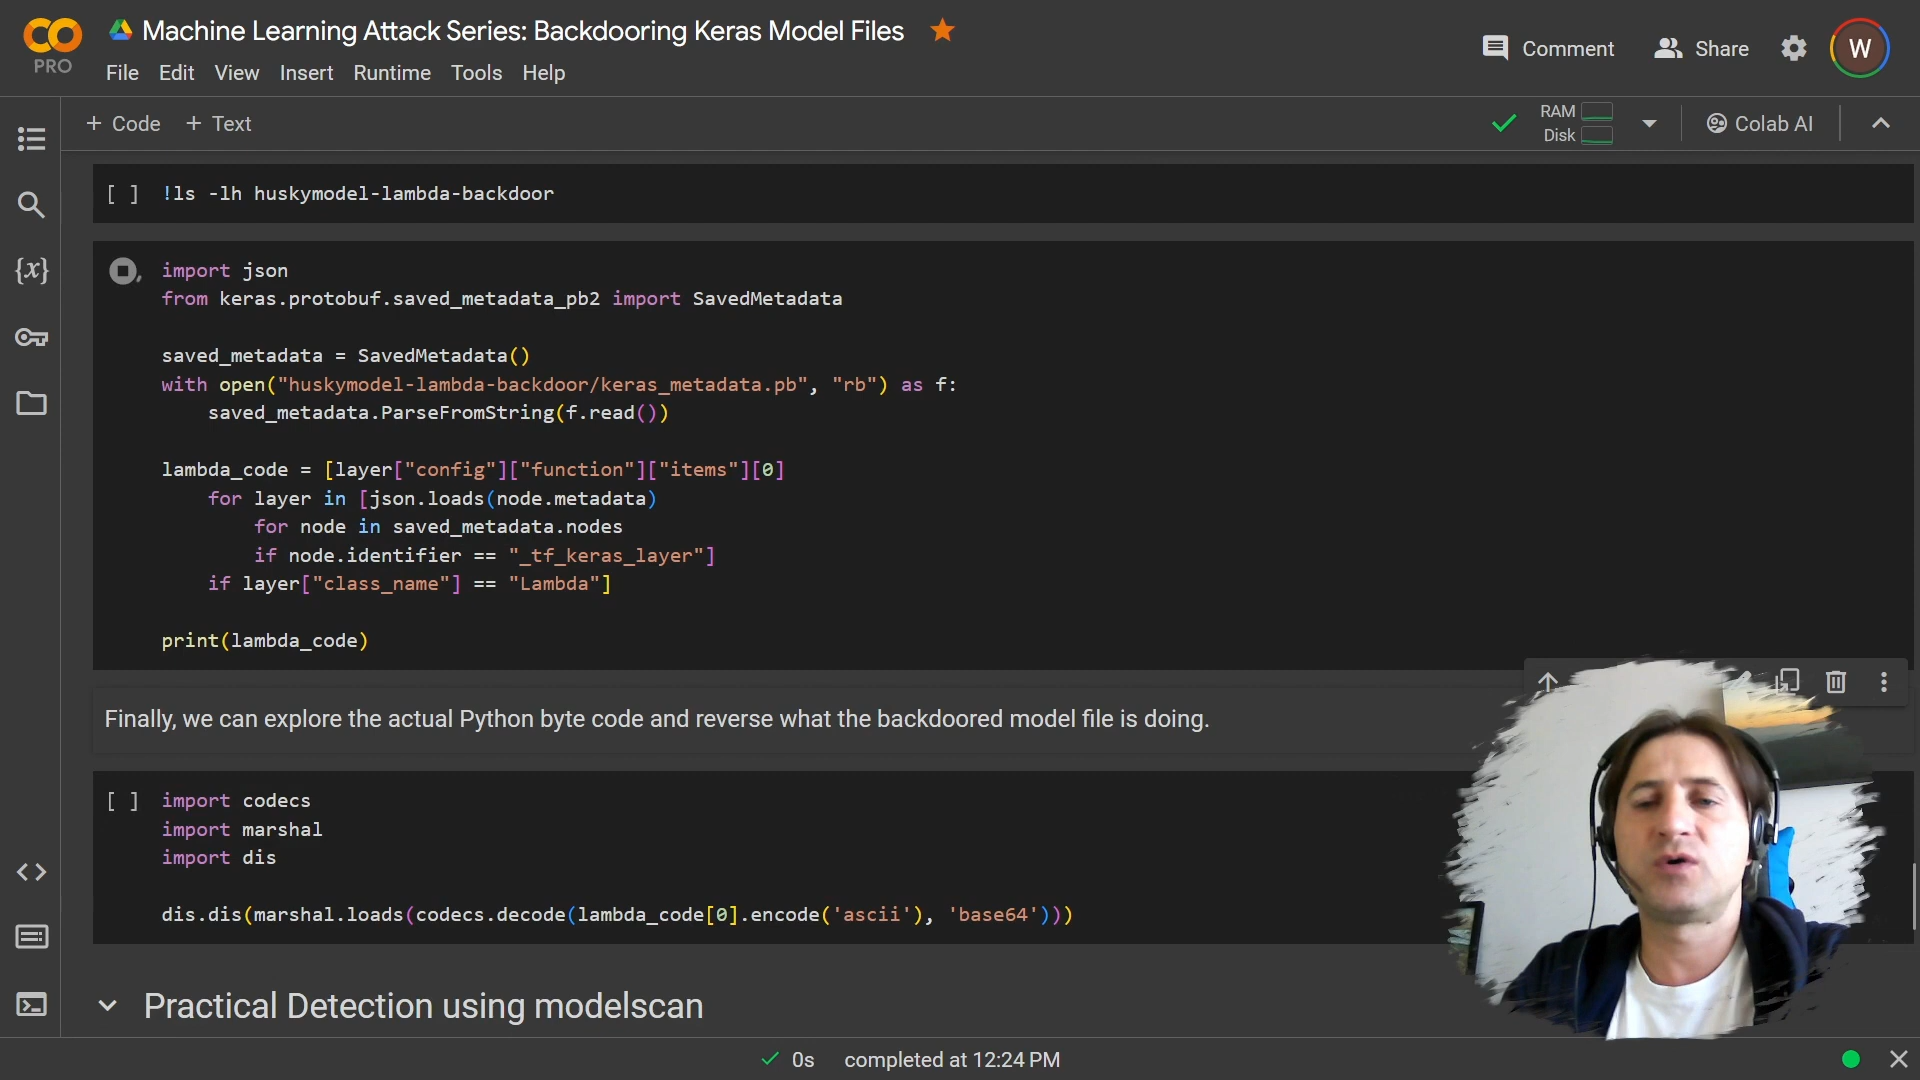 Machine Learning Attack Series: Backdooring Keras Model Files
PRO
File Edit View Insert Runtime Tools Help
Comment
Share
W
+ Code + Text
RAM
Disk
Colab AI
{x}
[ ] !ls -lh huskymodel-lambda-backdoor
import json
from keras.protobuf.saved_metadata_pb2 import SavedMetadata
saved_metadata = SavedMetadata()
with open("huskymodel-lambda-backdoor/keras_metadata.pb", "rb") as f:
    saved_metadata.ParseFromString(f.read())
lambda_code = [layer["config"]["function"]["items"][0]
    for layer in [json.loads(node.metadata)
        for node in saved_metadata.nodes
        if node.identifier == "_tf_keras_layer"]
    if layer["class_name"] == "Lambda"]
print(lambda_code)
Finally, we can explore the actual Python byte code and reverse what the backdoored model file is doing.
[ ] import codecs
import marshal
import dis
dis.dis(marshal.loads(codecs.decode(lambda_code[0].encode('ascii'), 'base64')))
Practical Detection using modelscan
0s completed at 12:24 PM